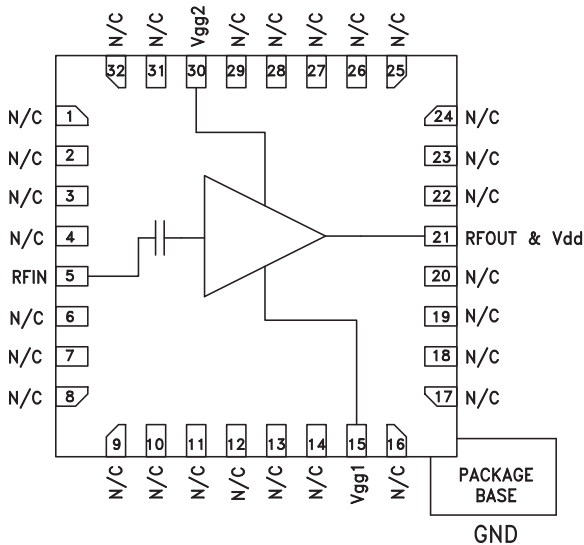 N/C N/C Vgg2 N/C N/C N/C N/C N/C
32 31 30 29 28 27 26 25
N/C 1 24 N/C
N/C 2 23 N/C
N/C 3 22 N/C
N/C 4 21 RFOUT & Vdd
RFIN 5 20 N/C
N/C 6 19 N/C
N/C 7 18 N/C
N/C 8 17 N/C
9 10 11 12 13 14 15 16
N/C N/C N/C N/C N/C N/C Vgg1 N/C
PACKAGE
BASE
GND